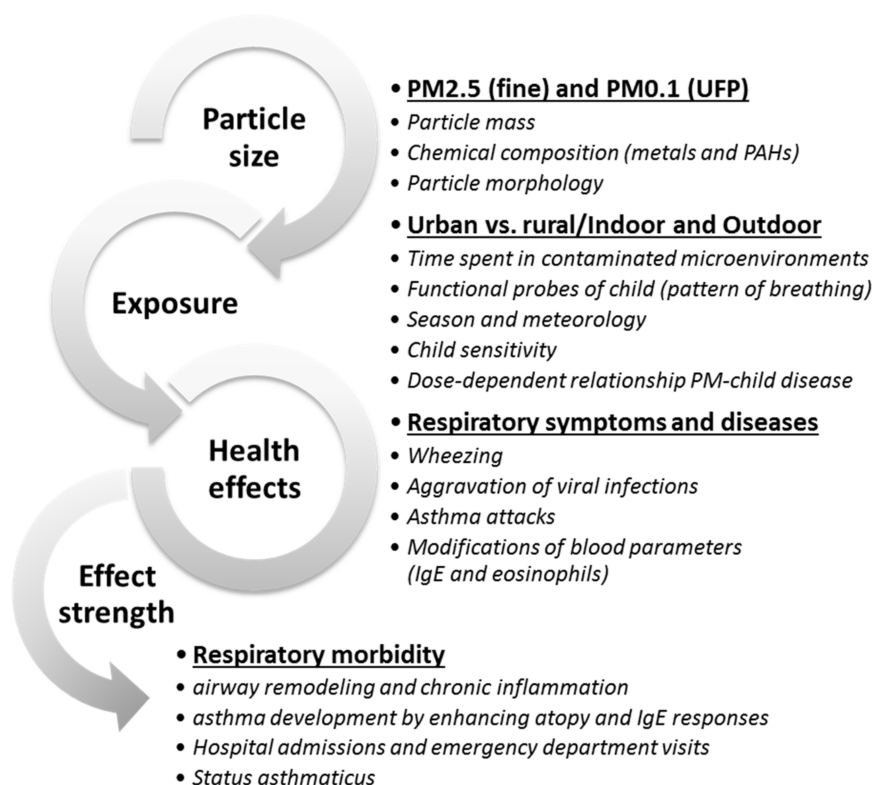 Particle
size
• PM2.5 (fine) and PM0.1 (UFP)
• Particle mass
• Chemical composition (metals and PAHs)
• Particle morphology
Exposure
• Urban vs. rural/Indoor and Outdoor
• Time spent in contaminated microenvironments
• Functional probes of child (pattern of breathing)
• Season and meteorology
• Child sensitivity
• Dose-dependent relationship PM-child disease
Health
effects
• Respiratory symptoms and diseases
• Wheezing
• Aggravation of viral infections
• Asthma attacks
• Modifications of blood parameters
(IgE and eosinophils)
Effect
strength
• Respiratory morbidity
• airway remodeling and chronic inflammation
• asthma development by enhancing atopy and IgE responses
• Hospital admissions and emergency department visits
• Status asthmaticus